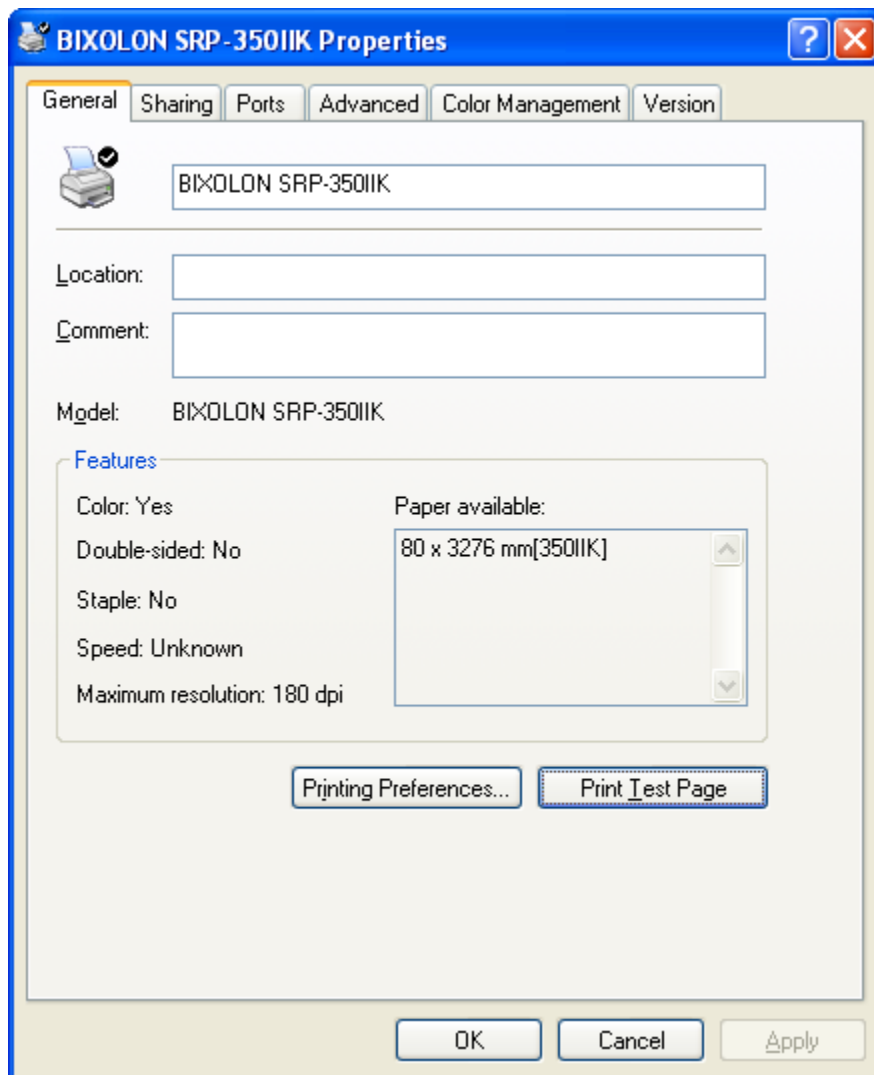 BIXOLON SRP-350IIK Properties
General Sharing Ports Advanced Color Management Version
BIXOLON SRP-350IIK
Location:
Comment:
Model: BIXOLON SRP-350IIK
Features
Color: Yes
Paper available:
Double-sided: No
80 x 3276 mm[350IIK]
Staple: No
Speed: Unknown
Maximum resolution: 180 dpi
Printing Preferences... Print Test Page
OK Cancel Apply